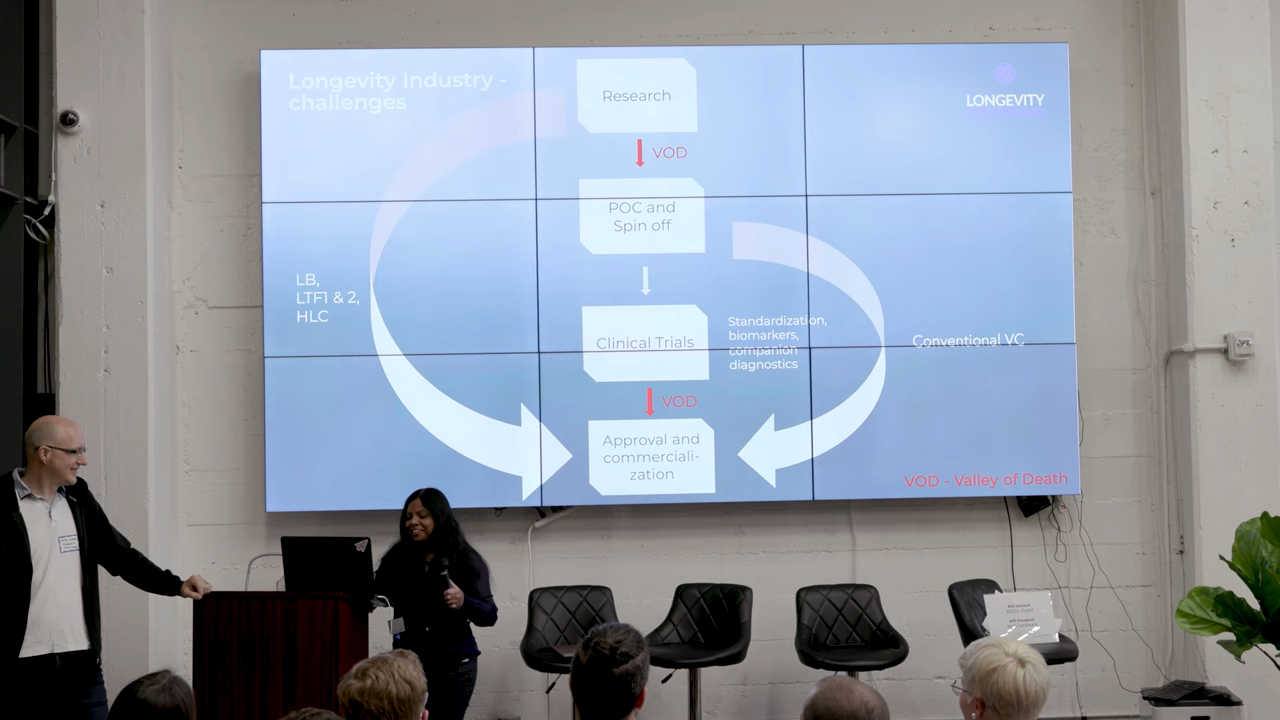 Longevity Industry -
challenges
Research
LONGEVITY
VOD
POC and
Spin off
LB,
LTF1 & 2,
HLC
Standardization,
biomarkers,
companion
diagnostics
Clinical Trials
Conventional VC
VOD
Approval and
commerciali-
zation
VOD - Valley of Death